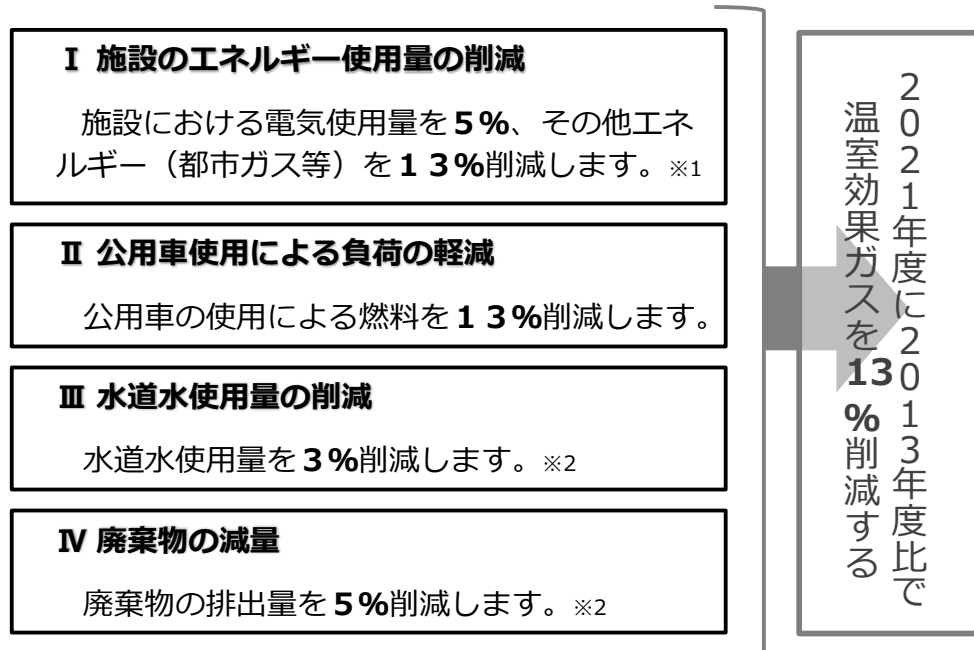 Ⅰ 施設のエネルギー使用量の削減
施設における電気使用量を5%、その他エネ
ルギー（都市ガス等）を１３%削減します。※1
Ⅱ 公用車使用による負荷の軽減
公用車の使用による燃料を１３%削減します。
Ⅲ 水道水使用量の削減
水道水使用量を3%削減します。※2
Ⅳ 廃棄物の減量
廃棄物の排出量を5%削減します。※2
２０２１年度に２０１３年度比で
温室効果ガスを13%削減する